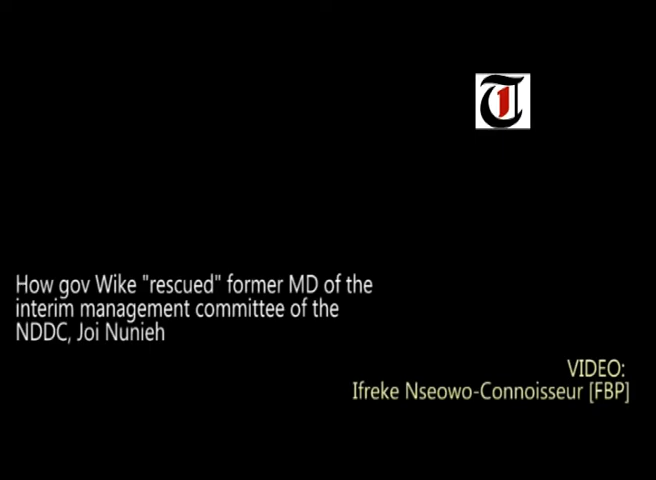 How gov Wike "rescued" former MD of the
interim management committee of the
NDDC, Joi Nunieh
VIDEO:
Ifreke Nseowo-Connoisseur [FBP]